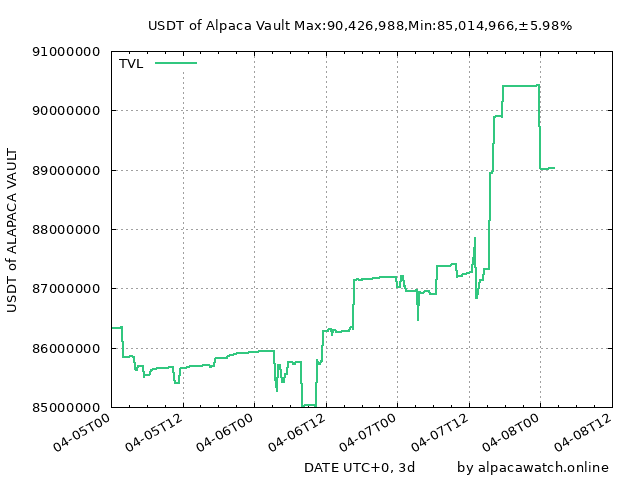 USDT of Alpaca Vault Max:90,426,988,Min:85,014,966,±5.98%
TVL
91000000
90000000
89000000
88000000
87000000
86000000
85000000
USDT of ALAPACA VAULT
04-05T00
04-05T12
04-06T00
04-06T12
04-07T00
04-07T12
04-08T00
04-08T12
DATE UTC+0, 3d
by alpacawatch.online